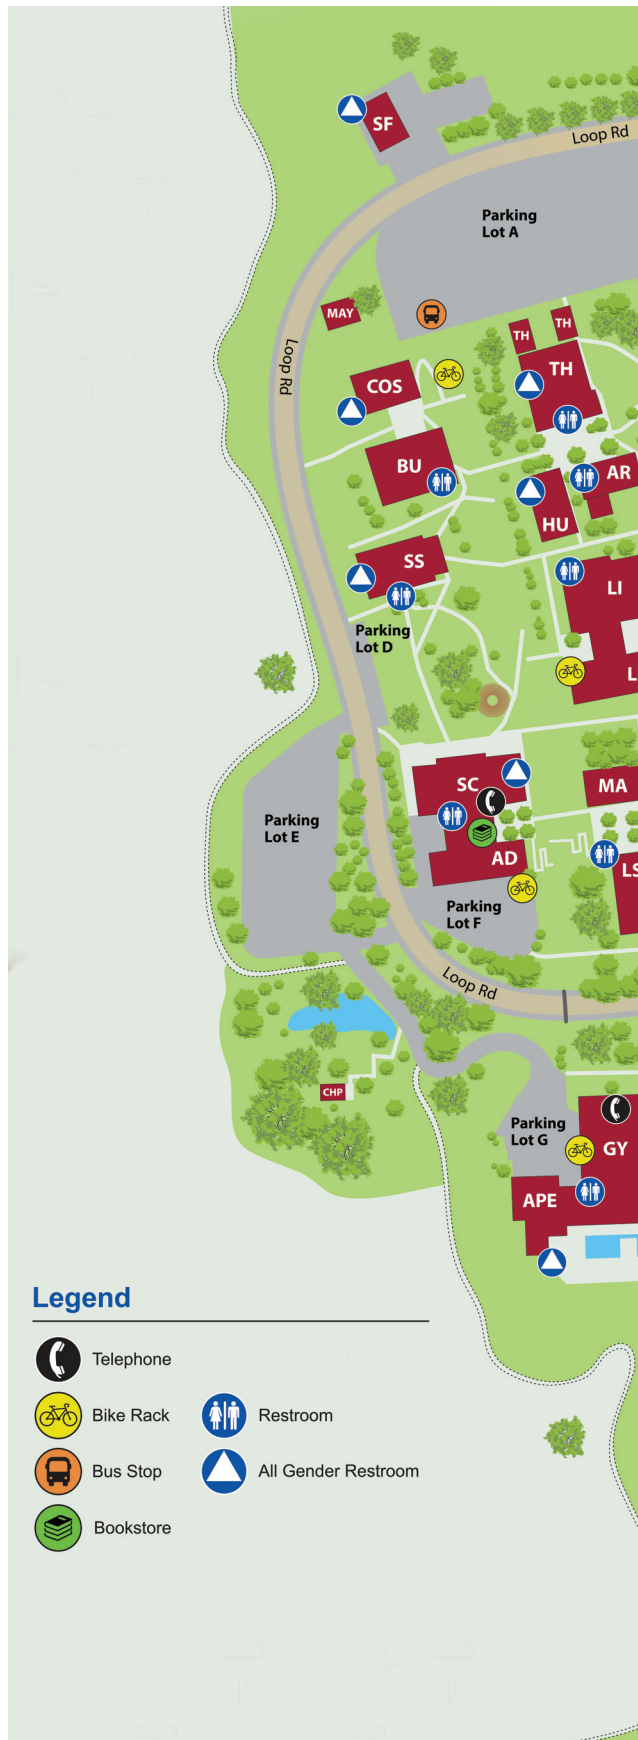 SF
Loop Rd
Parking
Lot A
MAY
TH
TH
Loop Rd
TH
COS
BU
AR
HU
SS
LI
Parking
Lot D
L
SC
MA
Parking
Lot E
AD
LS
Parking
Lot F
Loop Rd
CHP
Parking
Lot G
GY
APE
Legend
Telephone
Bike Rack
Restroom
Bus Stop
All Gender Restroom
Bookstore